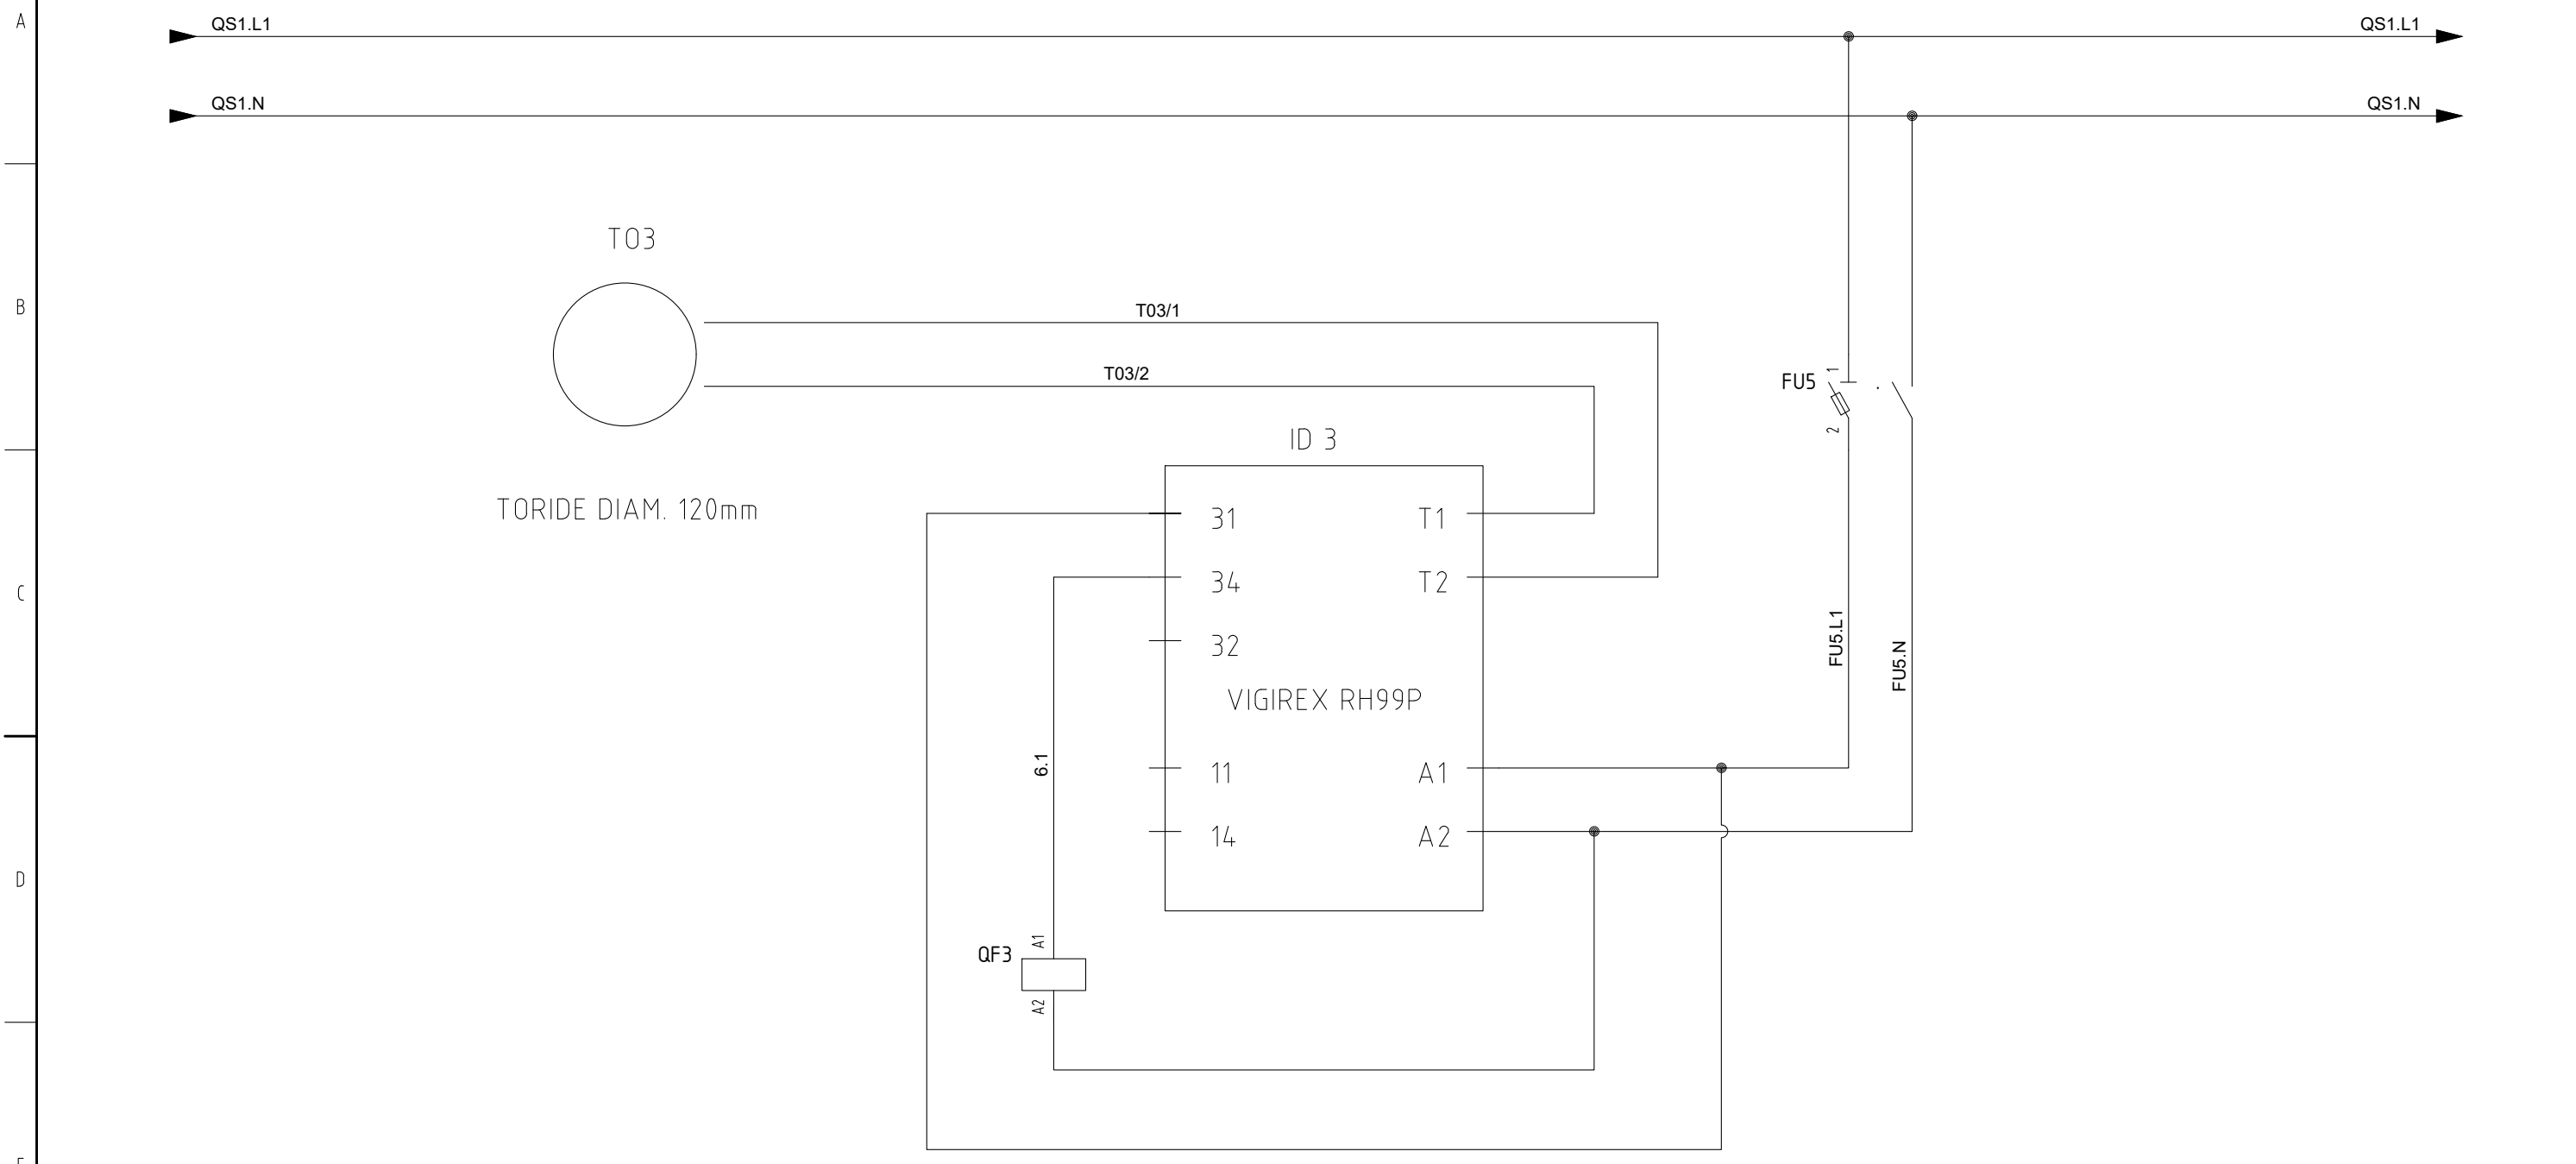 A
QS1.L1
QS1.L1
QS1.N
QS1.N
TO3
B
T03/1
T03/2
FU5
1
2
ID 3
TORIDE DIAM. 120mm
31
T1
34
T2
C
32
FU5.L1
FU5.N
VIGIREX RH99P
6.1
11
A1
14
A2
D
QF3
A1
A2